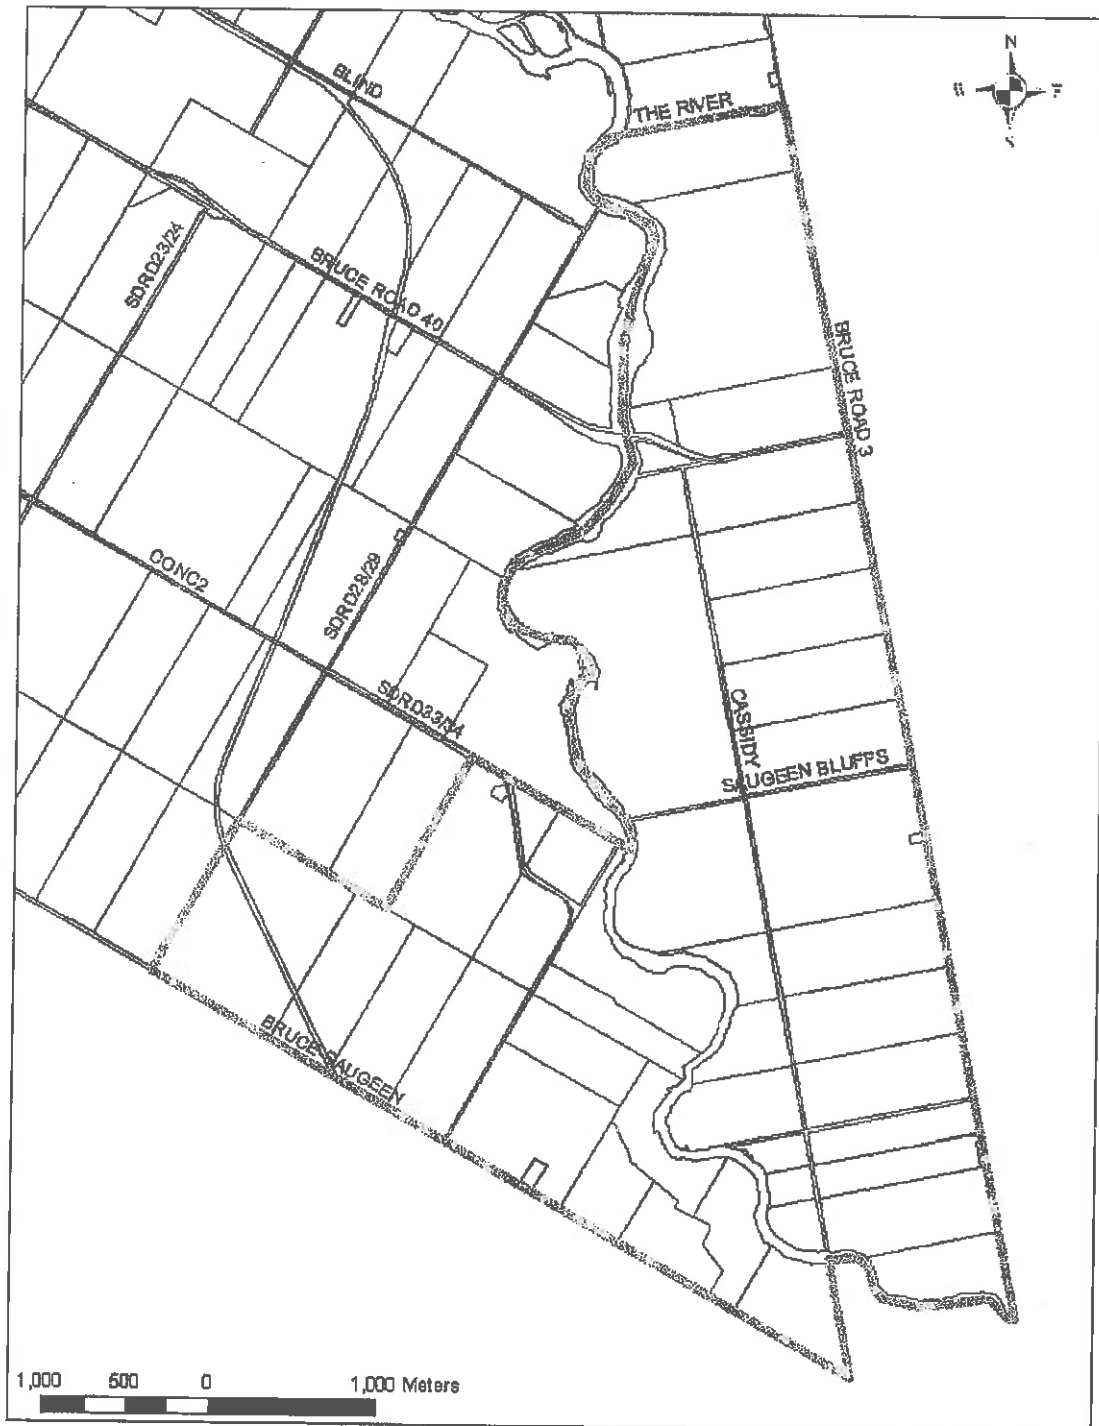 N
BLIND
THE RIVER
SDRD23/24
BRUCE ROAD 40
BRUCE ROAD 3
CONC2
SDRD28/29
SDRD33/34
CASSIDY
SAUGEEN BLUFFS
BRUCE SAUGEEN
1,000 500 0 1,000 Meters